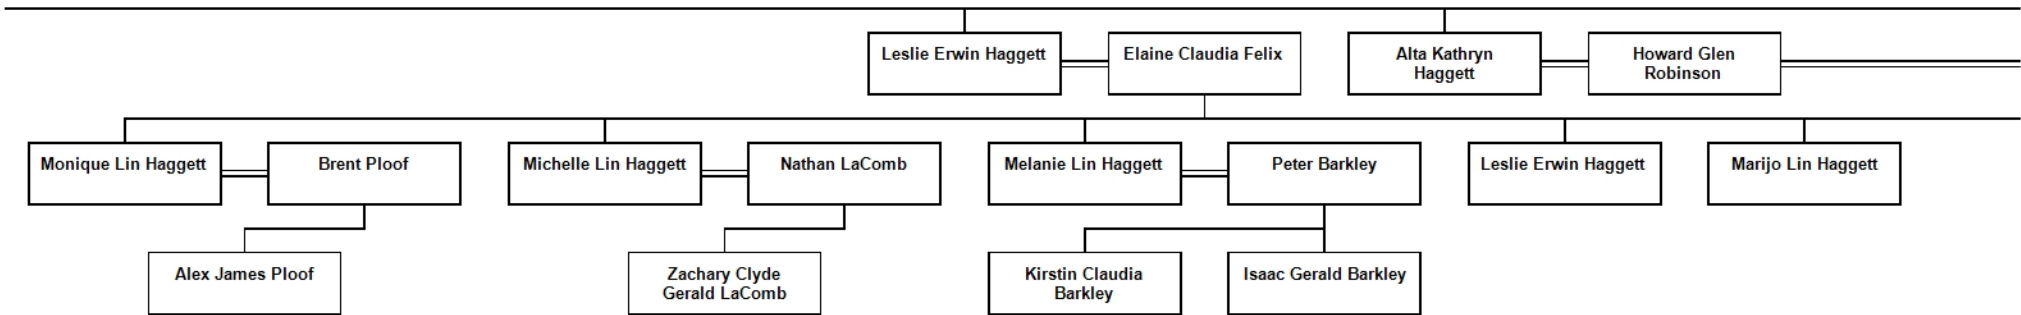 Leslie Erwin Haggett
Elaine Claudia Felix
Alta Kathryn
Haggett
Howard Glen
Robinson
Monique Lin Haggett
Brent Ploof
Michelle Lin Haggett
Nathan LaComb
Melanie Lin Haggett
Peter Barkley
Leslie Erwin Haggett
Marijo Lin Haggett
Alex James Ploof
Zachary Clyde
Gerald LaComb
Kirstin Claudia
Barkley
Isaac Gerald Barkley